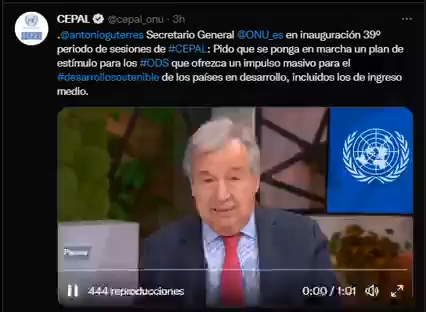 CEPAL @cepal_onu · 3h
.@antonioguterres Secretario General @ONU_es en inauguración 39º
periodo de sesiones de #CEPAL: Pido que se ponga en marcha un plan de
estímulo para los #ODS que ofrezca un impulso masivo para el
#desarrollosostenible de los países en desarrollo, incluidos los de ingreso
medio.
444 reproducciones
0:00 / 1:01